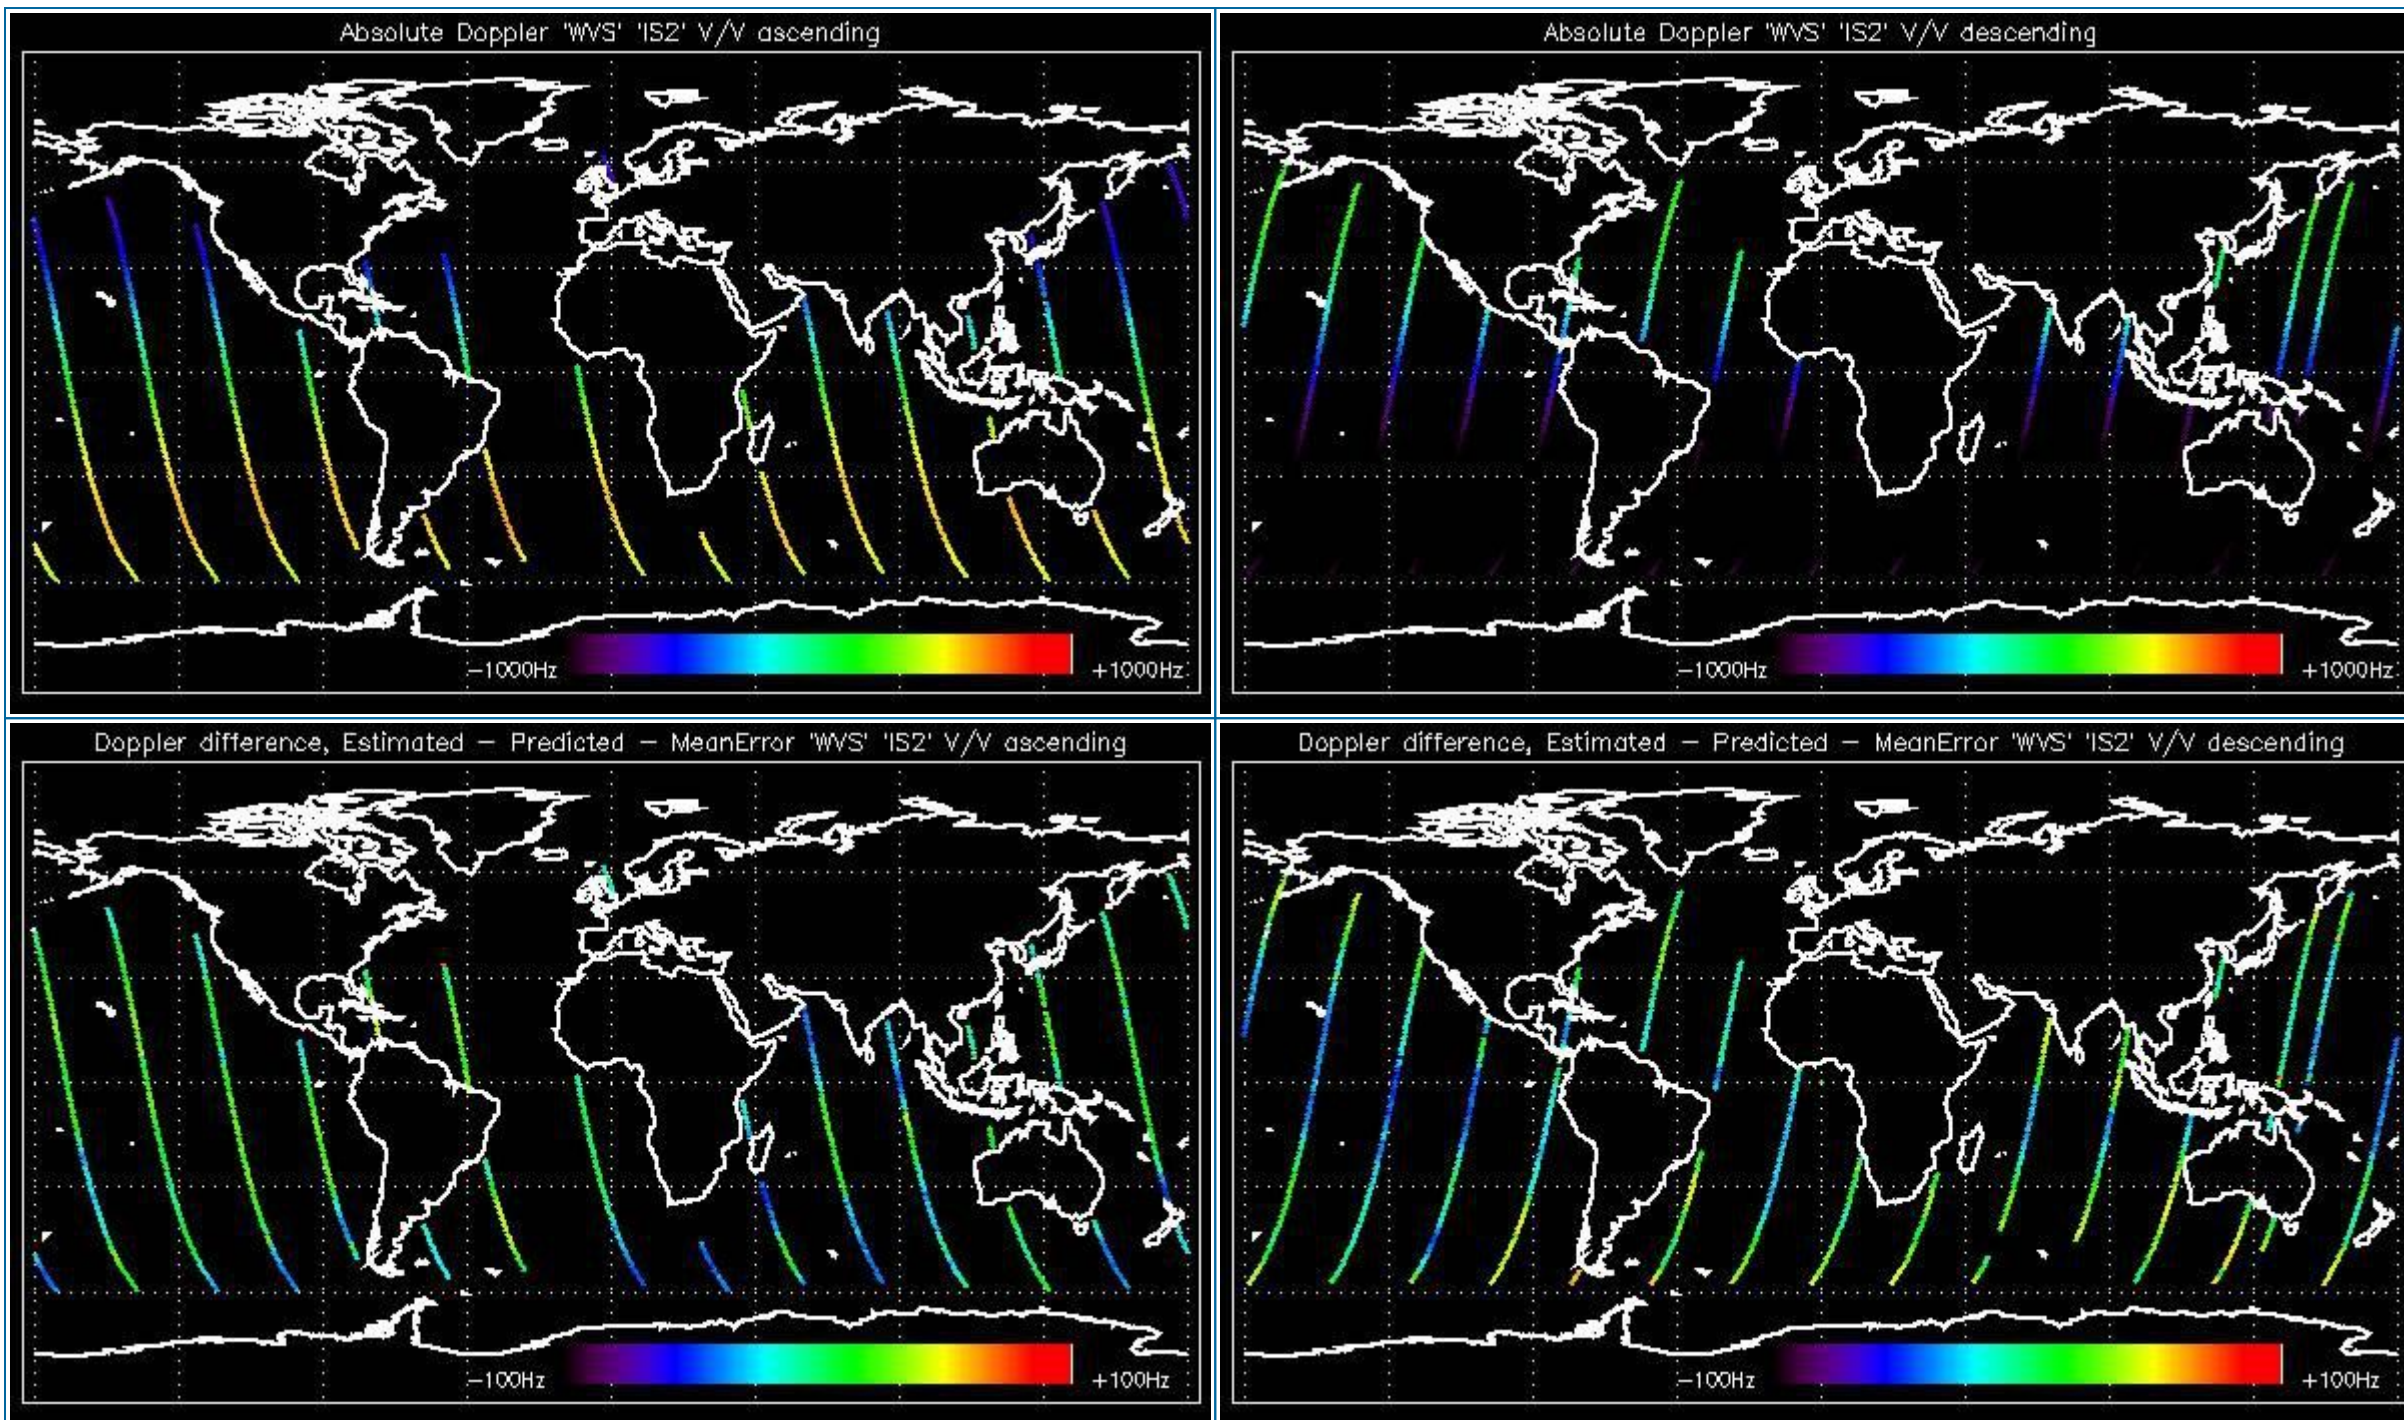 Absolute Doppler 'WVS' 'IS2' V/V ascending
-1000Hz +1000Hz
Absolute Doppler 'WVS' 'IS2' V/V descending
-1000Hz +1000Hz
Doppler difference, Estimated - Predicted - MeanError 'WVS' 'IS2' V/V ascending
-100Hz +100Hz
Doppler difference, Estimated - Predicted - MeanError 'WVS' 'IS2' V/V descending
-100Hz +100Hz